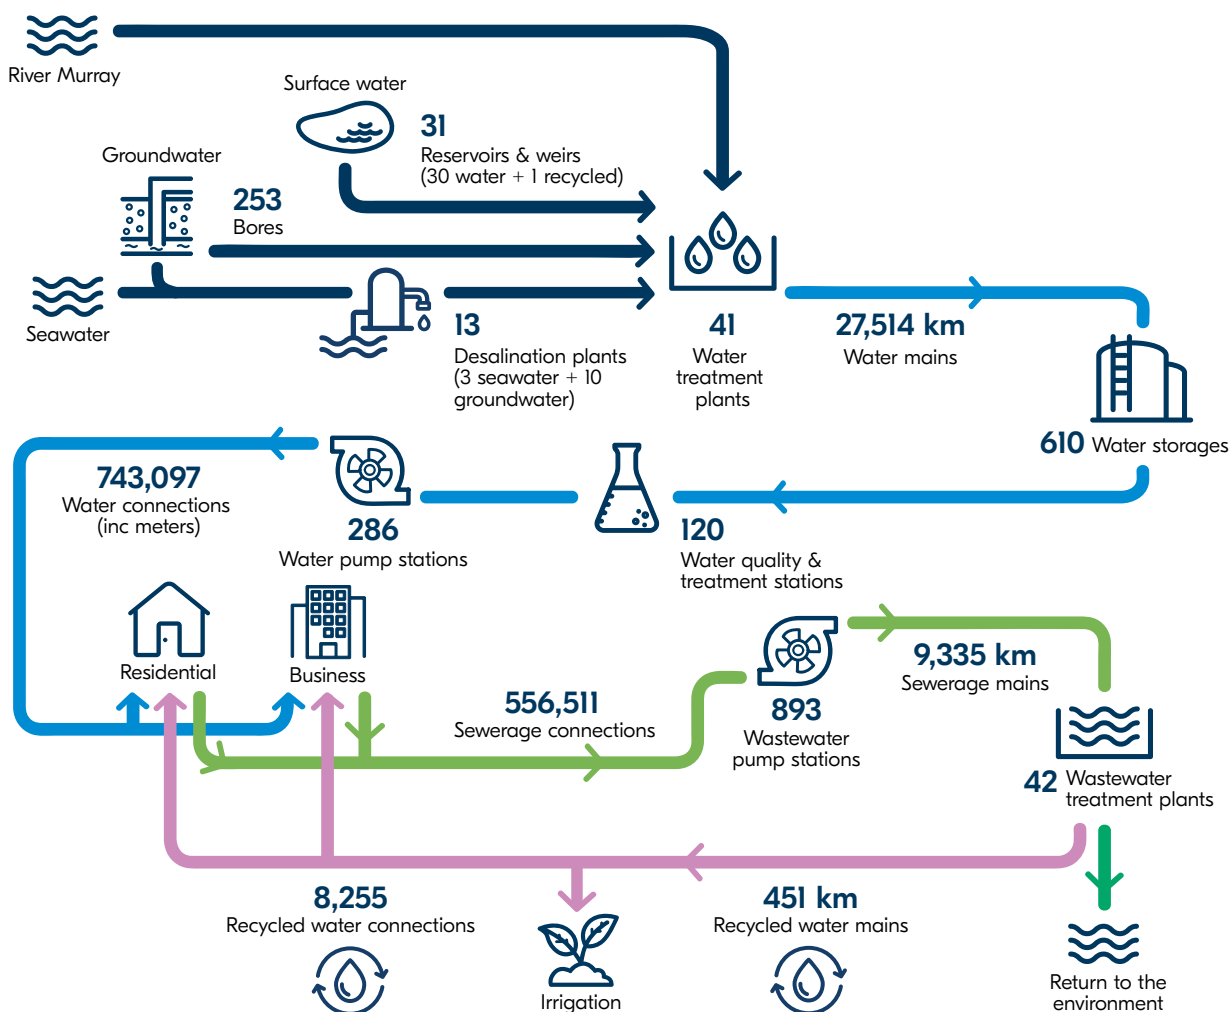 River Murray
Surface water
31
Reservoirs & weirs
(30 water + 1 recycled)
Groundwater
253
Bores
Seawater
13
Desalination plants
(3 seawater + 10
groundwater)
41
Water
treatment
plants
27,514 km
Water mains
610 Water storages
743,097
Water connections
(inc meters)
286
Water pump stations
120
Water quality &
treatment stations
Residential
Business
556,511
Sewerage connections
893
Wastewater
pump stations
9,335 km
Sewerage mains
42 Wastewater
treatment plants
8,255
Recycled water connections
Irrigation
451 km
Recycled water mains
Return to the
environment